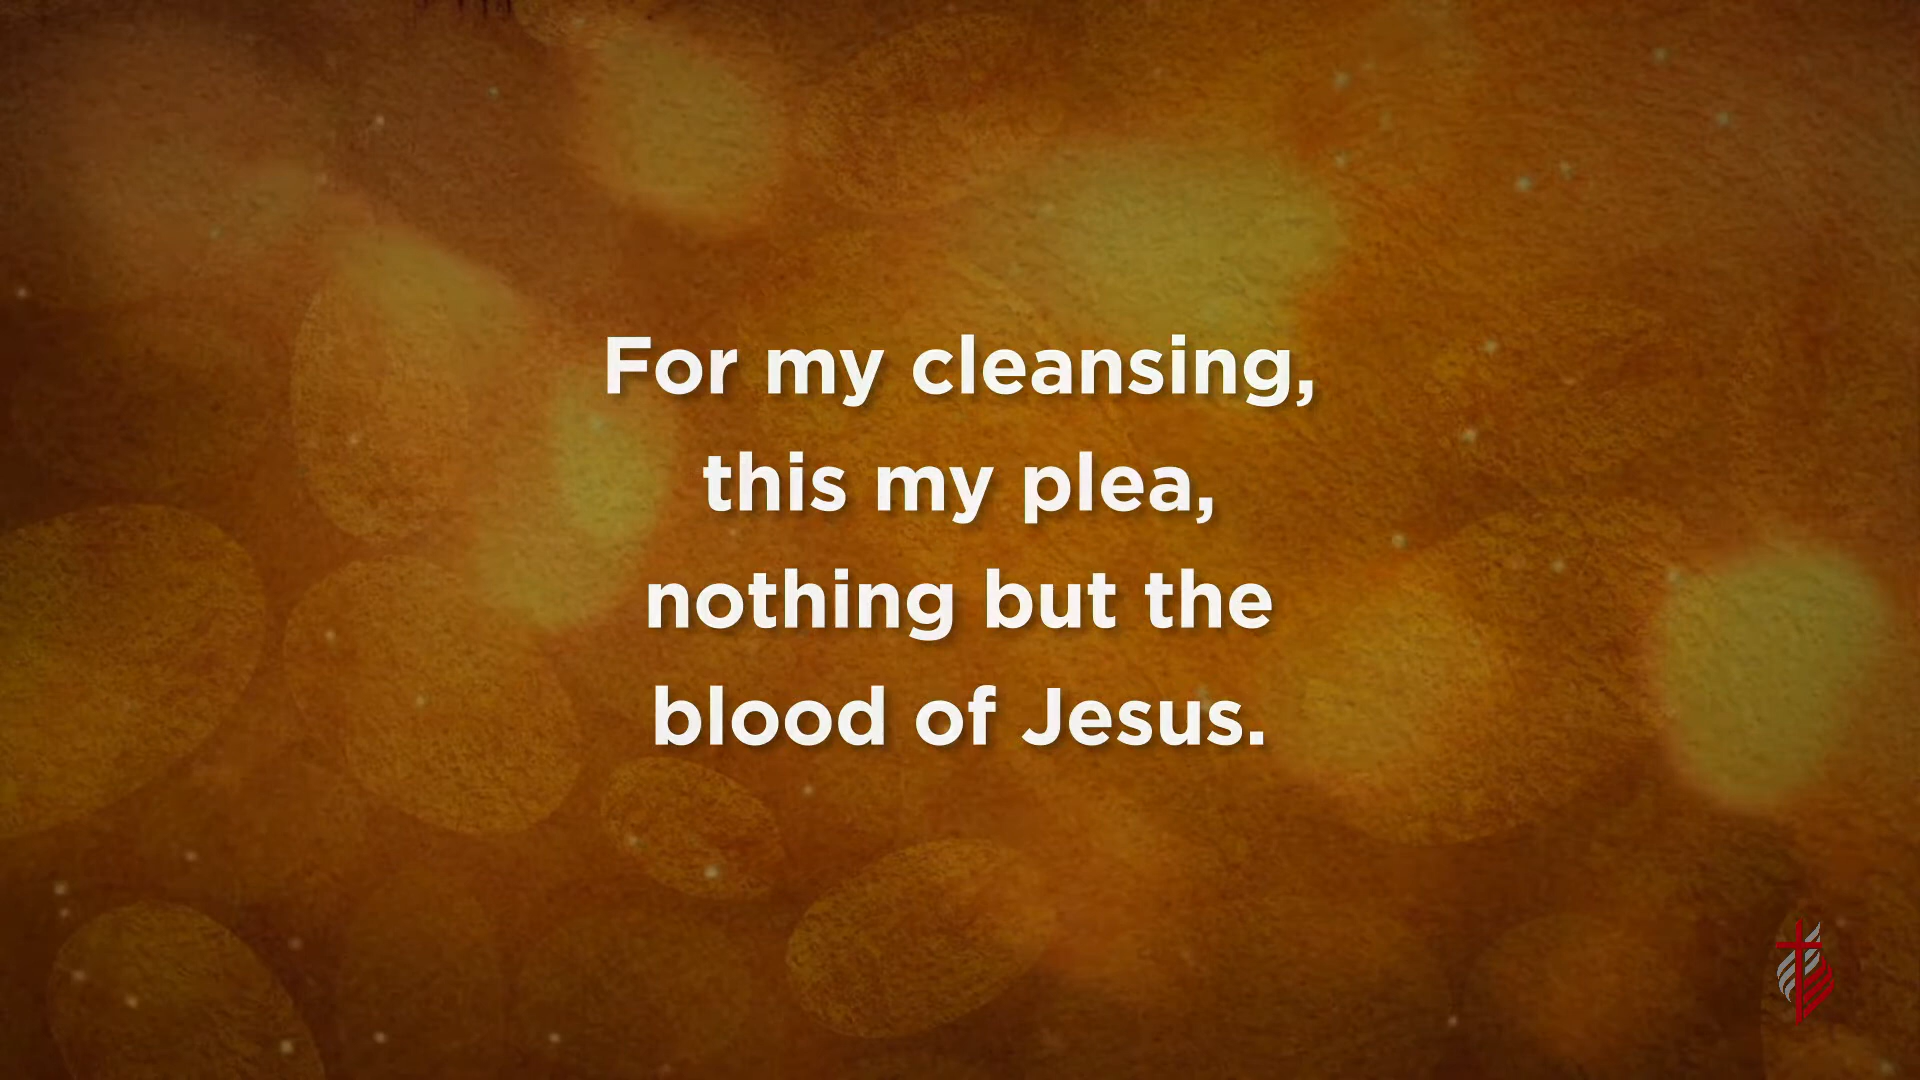 For my cleansing,
this my plea,
nothing but the
blood of Jesus.